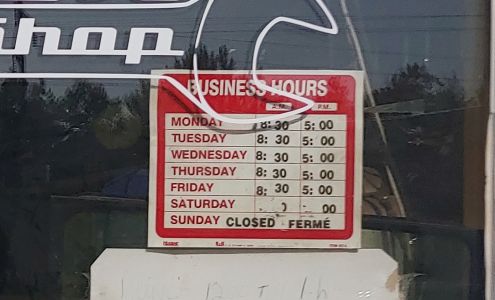 Shop
BUSINESS HOURS
A.M. P.M.
MONDAY 8:30 5:00
TUESDAY 8:30 5:00
WEDNESDAY 8:30 5:00
THURSDAY 8:30 5:00
FRIDAY 8:30 5:00
SATURDAY : 00
SUNDAY CLOSED FERMÉ